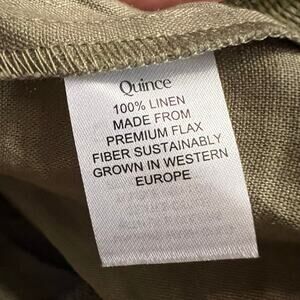 Quince
100% LINEN
MADE FROM
PREMIUM FLAX
FIBER SUSTAINABLY
GROWN IN WESTERN
EUROPE